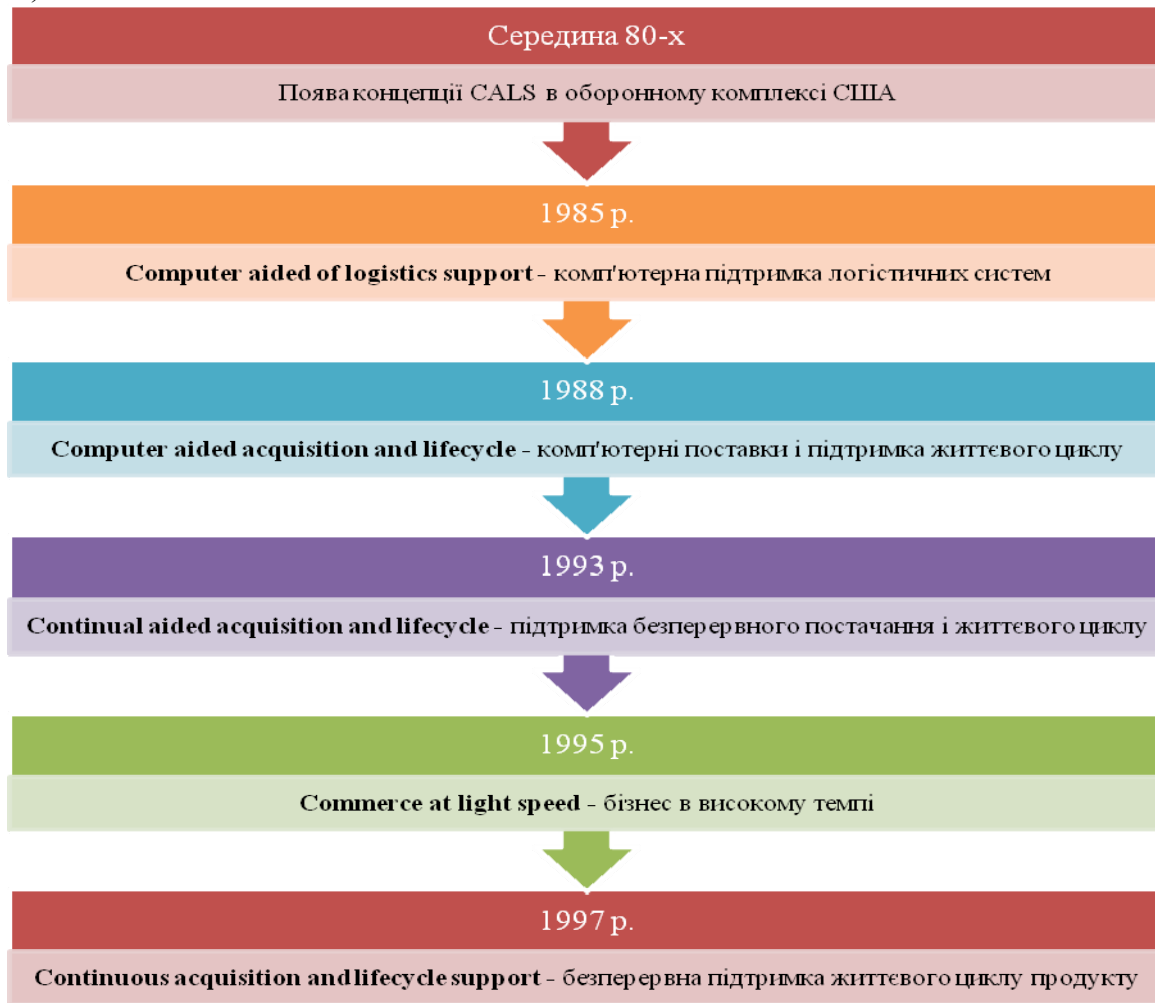 Середина 80-х
Поява концепції CALS в оборонному комплексі США
1985 р.
Computer aided of logistics support - комп'ютерна підтримка логістичних систем
1988 р.
Computer aided acquisition and lifecycle - комп'ютерні поставки і підтримка життєвого циклу
1993 р.
Continual aided acquisition and lifecycle - підтримка безперервного постачання і життєвого циклу
1995 р.
Commerce at light speed - бізнес в високому темпі
1997 р.
Continuous acquisition and lifecycle support - безперервна підтримка життєвого циклу продукту